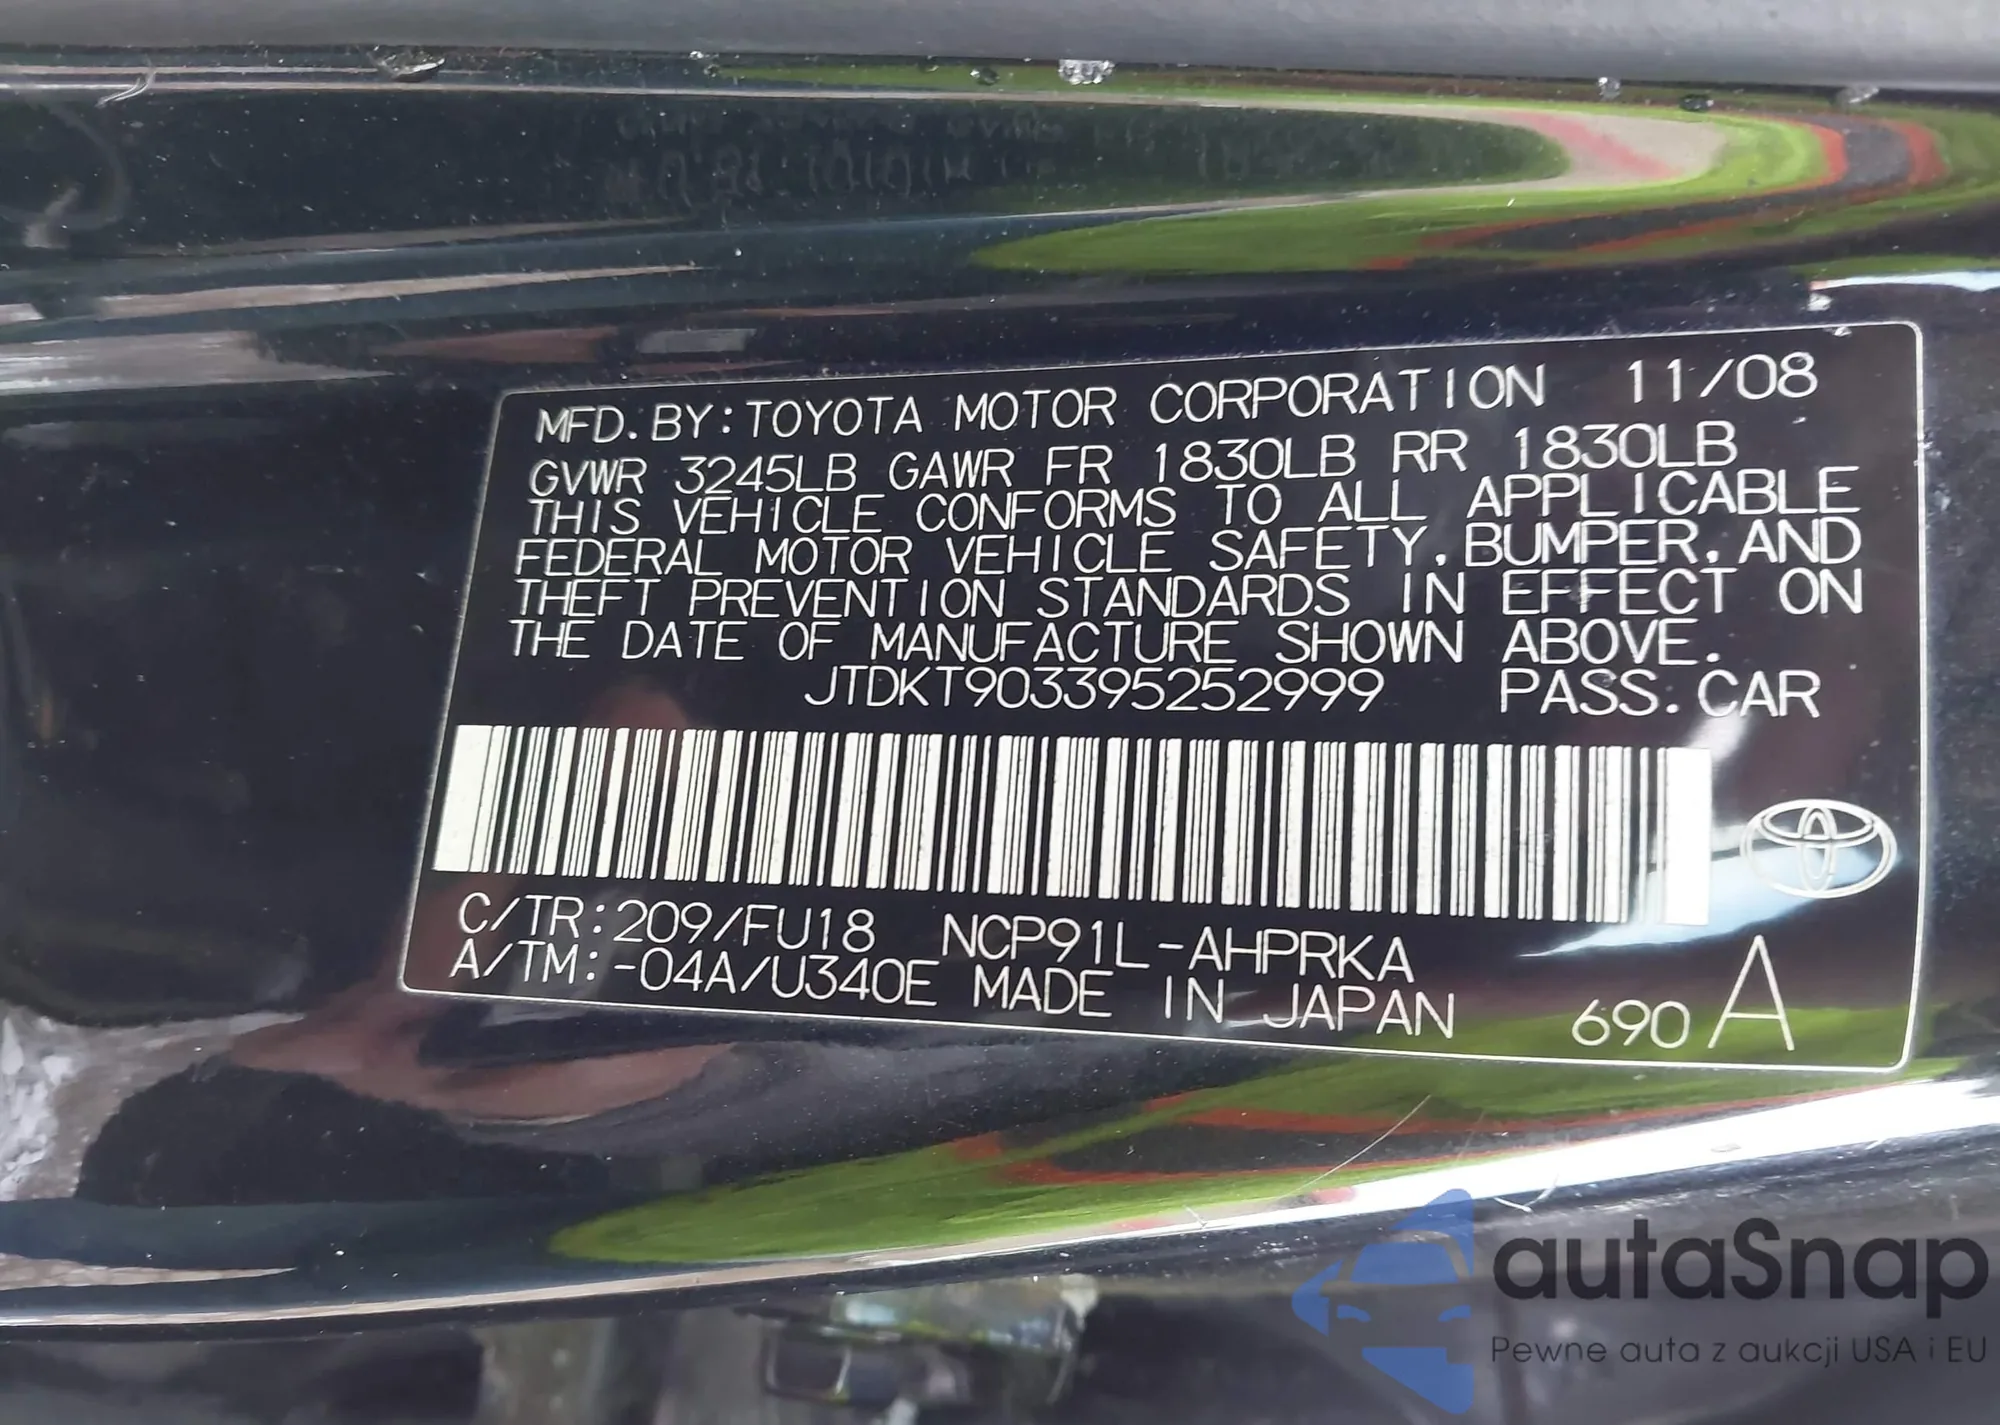 MFD. BY: TOYOTA MOTOR CORPORATION 11/08
GVWR 3245LB GAWR FR 1830LB RR 1830LB
THIS VEHICLE CONFORMS TO ALL APPLICABLE
FEDERAL MOTOR VEHICLE SAFETY, BUMPER, AND
THEFT PREVENTION STANDARDS IN EFFECT ON
THE DATE OF MANUFACTURE SHOWN ABOVE.
JTDKT903395252999 PASS. CAR
C/TR: 209/FU18 NCP91L-AHPRKA
A/TM: -04A/U340E MADE IN JAPAN 690 A
autaSnap
Pewne auta z aukcji USA i EU